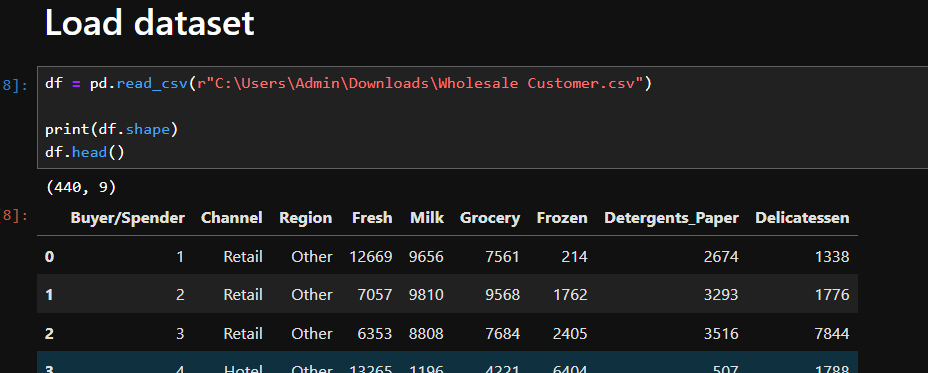 Load dataset
8]:
df = pd.read_csv(r"C:\Users\Admin\Downloads\Wholesale Customer.csv")
print(df.shape)
df.head()
(440, 9)
8]:
Buyer/Spender Channel Region Fresh Milk Grocery Frozen Detergents_Paper Delicatessen
0 1 Retail Other 12669 9656 7561 214 2674 1338
1 2 Retail Other 7057 9810 9568 1762 3293 1776
2 3 Retail Other 6353 8808 7684 2405 3516 7844
3 4 Hotel Other 13265 1196 4221 6404 507 1788